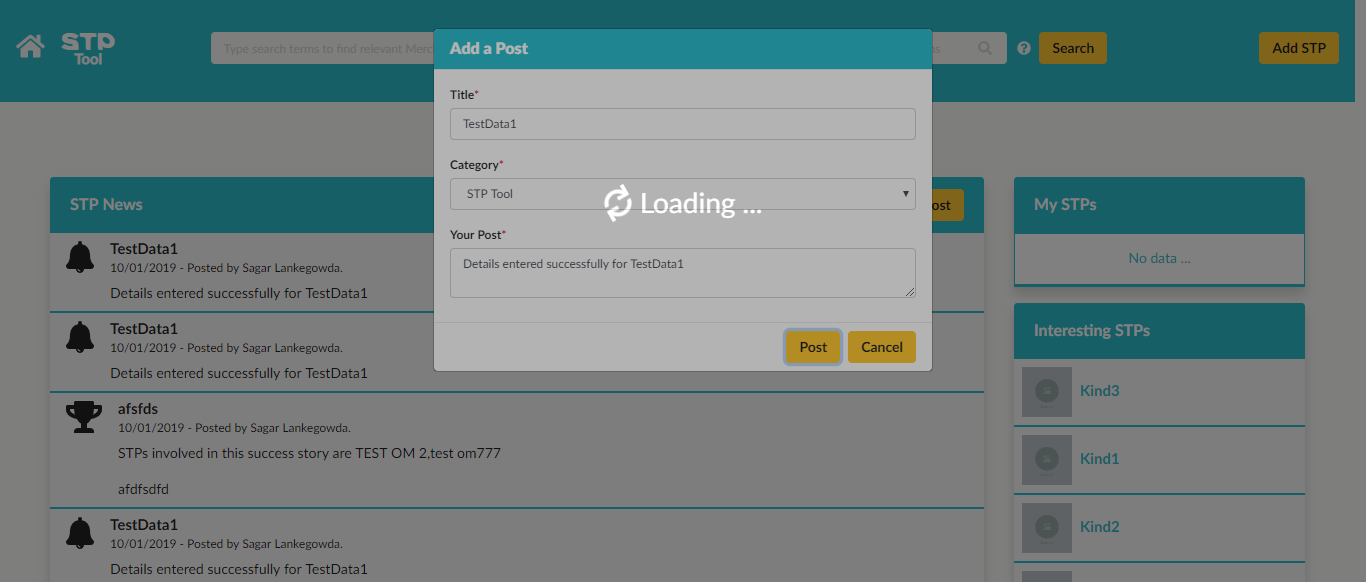 STP
Tool
Type search terms to find relevant Merc
Search
Add STP
Add a Post
Title*
TestData1
Category*
STP Tool
Loading ...
Your Post*
Details entered successfully for TestData1
Post
Cancel
STP News
ost
TestData1
10/01/2019 - Posted by Sagar Lankegowda.
Details entered successfully for TestData1
TestData1
10/01/2019 - Posted by Sagar Lankegowda.
Details entered successfully for TestData1
afsfds
10/01/2019 - Posted by Sagar Lankegowda.
STPs involved in this success story are TEST OM 2,test om777
afdfsdfd
TestData1
10/01/2019 - Posted by Sagar Lankegowda.
Details entered successfully for TestData1
My STPs
No data ...
Interesting STPs
Kind3
Kind1
Kind2